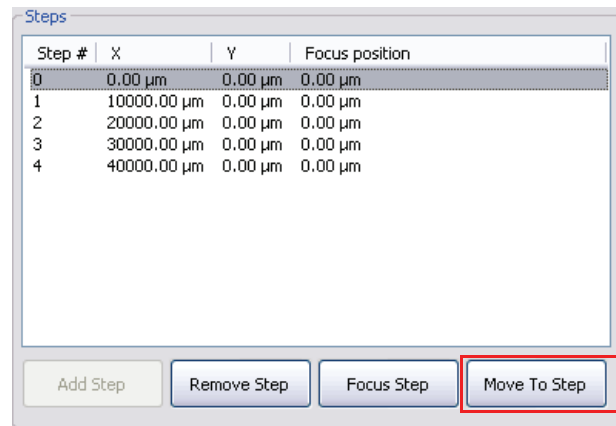 Steps
Step # X Y Focus position
0 0.00 µm 0.00 µm 0.00 µm
1 10000.00 µm 0.00 µm 0.00 µm
2 20000.00 µm 0.00 µm 0.00 µm
3 30000.00 µm 0.00 µm 0.00 µm
4 40000.00 µm 0.00 µm 0.00 µm
Add Step Remove Step Focus Step Move To Step